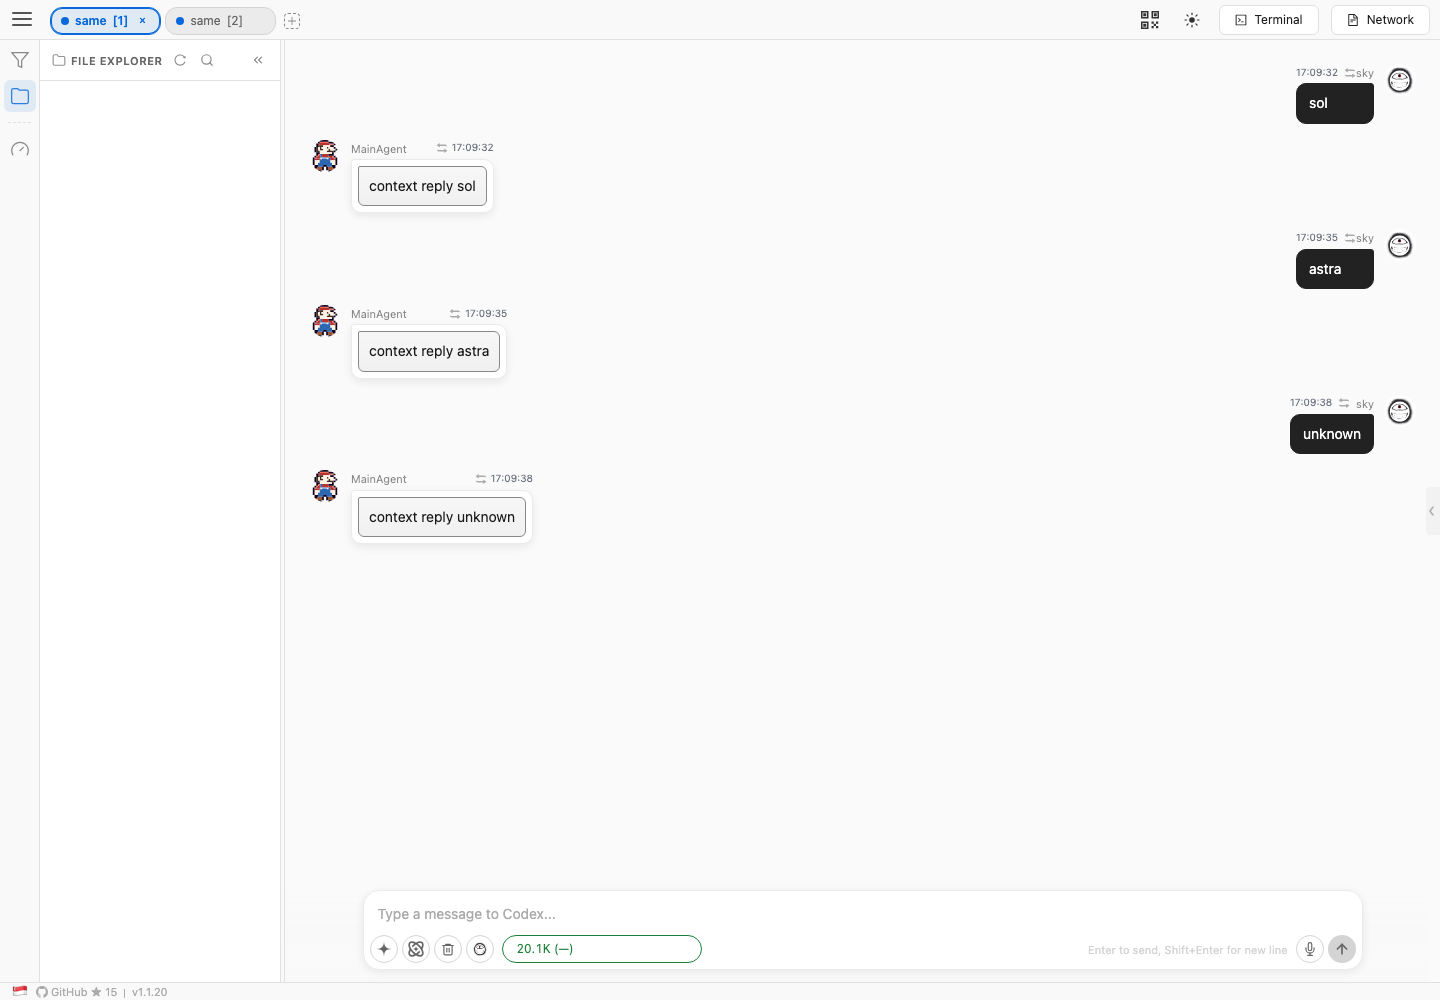 same [1] ×
same [2]
Terminal
Network
FILE EXPLORER
17:09:32 sky
sol
MainAgent 17:09:32
context reply sol
17:09:35 sky
astra
MainAgent 17:09:35
context reply astra
17:09:38 sky
unknown
MainAgent 17:09:38
context reply unknown
Type a message to Codex...
20.1K (—)
Enter to send, Shift+Enter for new line
GitHub ★ 15 | v1.1.20